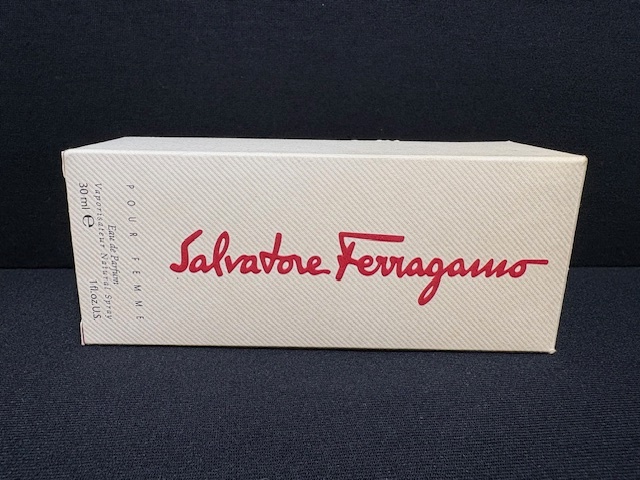 Salvatore Ferragamo
POUR FEMME
Eau de Parfum
Vaporisateur Natural Spray
30 ml e 1 fl.oz U.S.